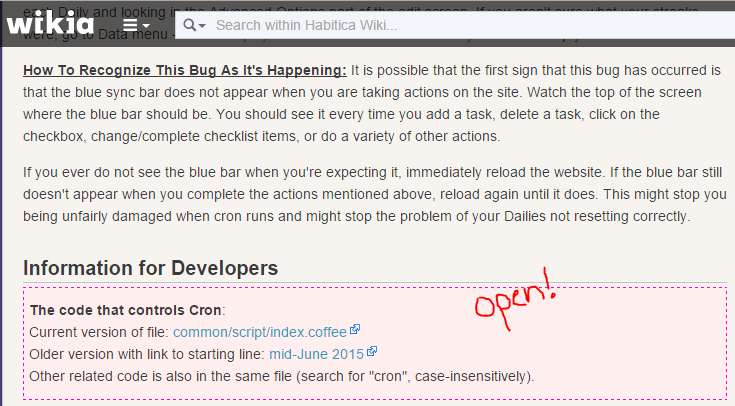 each Daily and looking in the Advanced Options part of the edit screen. If you aren't sure what your streaks
wikia
Search within Habitica Wiki...
were, go to Data menu
How To Recognize This Bug As It's Happening: It is possible that the first sign that this bug has occurred is
that the blue sync bar does not appear when you are taking actions on the site. Watch the top of the screen
where the blue bar should be. You should see it every time you add a task, delete a task, click on the
checkbox, change/complete checklist items, or do a variety of other actions.
If you ever do not see the blue bar when you're expecting it, immediately reload the website. If the blue bar still
doesn't appear when you complete the actions mentioned above, reload again until it does. This might stop you
being unfairly damaged when cron runs and might stop the problem of your Dailies not resetting correctly.
Information for Developers
open!
The code that controls Cron:
Current version of file: common/script/index.coffee
Older version with link to starting line: mid-June 2015
Other related code is also in the same file (search for "cron", case-insensitively).